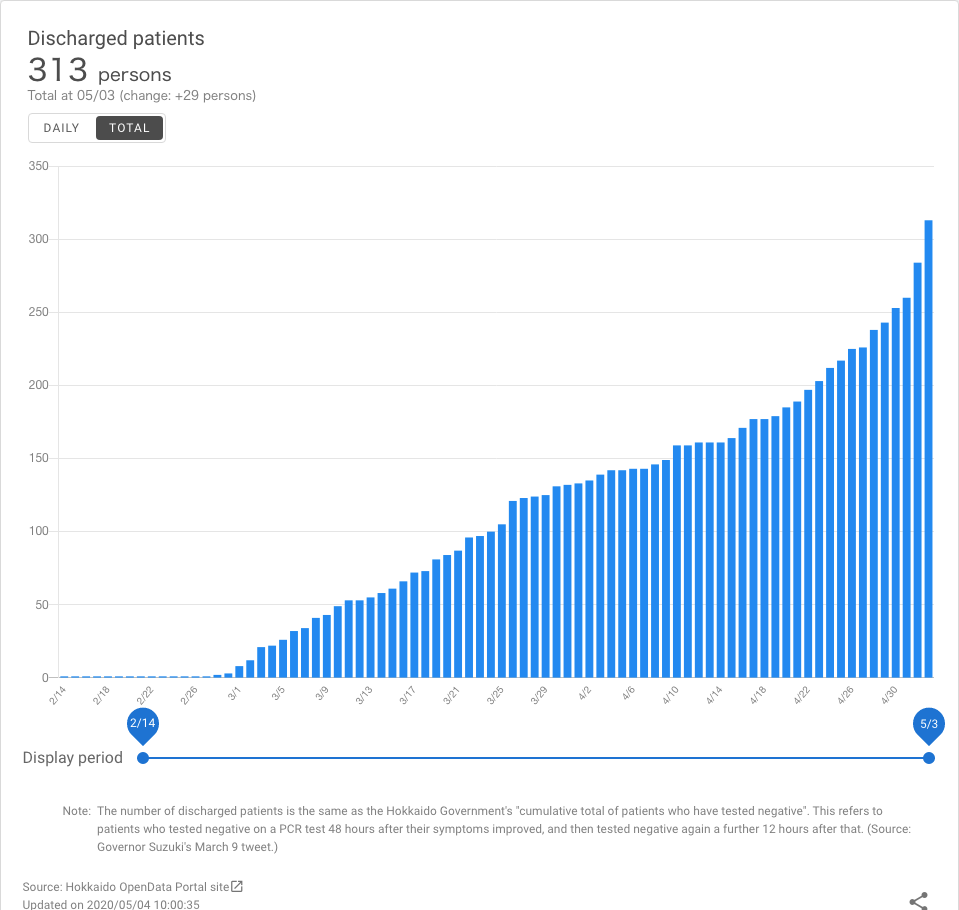 Discharged patients
313 persons
Total at 05/03 (change: +29 persons)
DAILY TOTAL
350
300
250
200
150
100
50
0
2/14 2/18 2/22 2/26 3/1 3/5 3/9 3/13 3/17 3/21 3/25 3/29 4/2 4/6 4/10 4/14 4/18 4/22 4/26 4/30
2/14 5/3
Display period
Note: The number of discharged patients is the same as the Hokkaido Government's "cumulative total of patients who have tested negative". This refers to
patients who tested negative on a PCR test 48 hours after their symptoms improved, and then tested negative again a further 12 hours after that. (Source:
Governor Suzuki's March 9 tweet.)
Source: Hokkaido OpenData Portal site
Updated on 2020/05/04 10:00:35